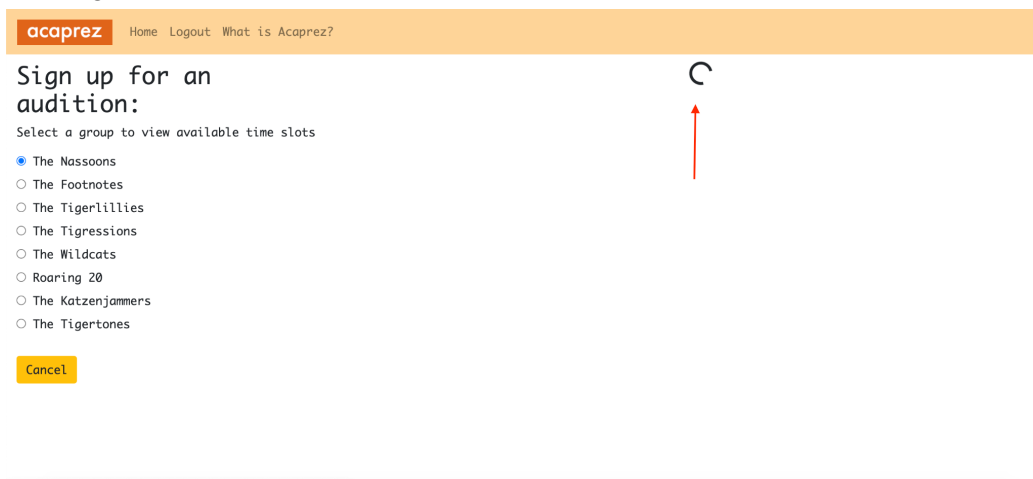 acaprez Home Logout What is Acaprez?
Sign up for an
audition:
Select a group to view available time slots
The Nassoons
The Footnotes
The Tigerlillies
The Tigressions
The Wildcats
Roaring 20
The Katzenjammers
The Tigertones
Cancel